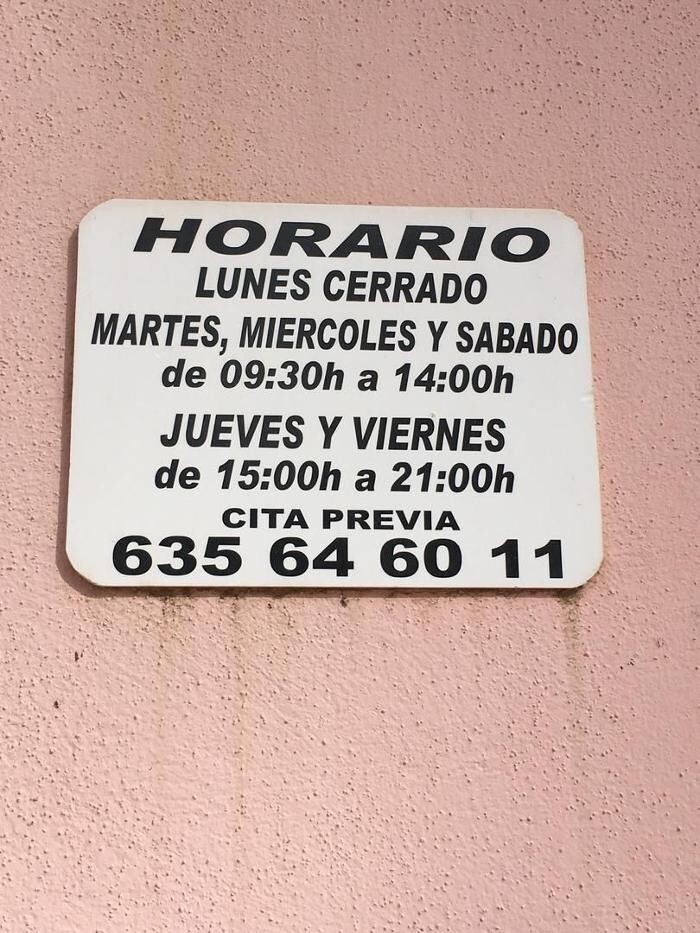 HORARIO
LUNES CERRADO
MARTES, MIERCOLES Y SABADO
de 09:30h a 14:00h
JUEVES Y VIERNES
de 15:00h a 21:00h
CITA PREVIA
635 64 60 11